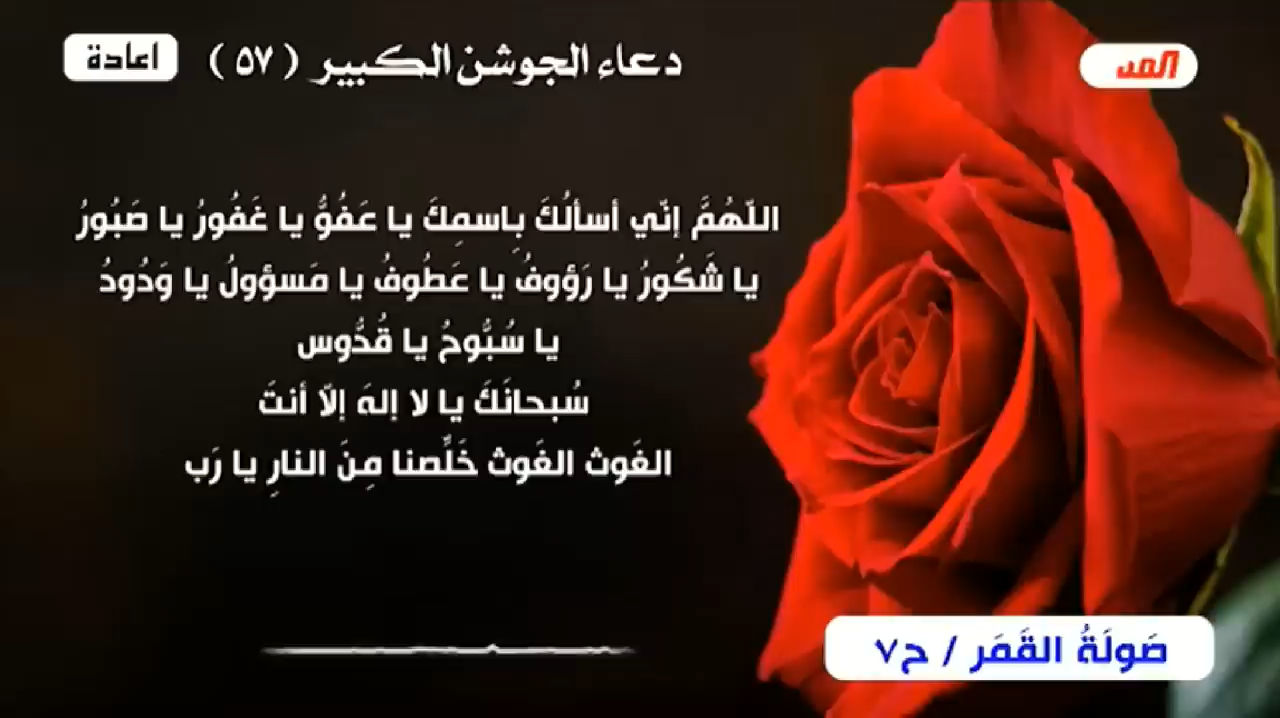 دعاء الجوشن الكبير ( ٥٧ )
اعادة
اللّهُمَّ إنّي أسألُكَ بِاسمِكَ يا عَفُوُّ يا غَفُورُ يا صَبُورُ
يا شَكُورُ يا رَؤوفُ يا عَطُوفُ يا مَسؤولُ يا وَدُودُ
يا سُبُّوحُ يا قُدُّوس
سُبحانَكَ يا لا إلهَ إلّا أنتَ
الغَوث الغَوث خَلِّصنا مِنَ النارِ يا رَب
صَولَةُ القَمَر / ح٧